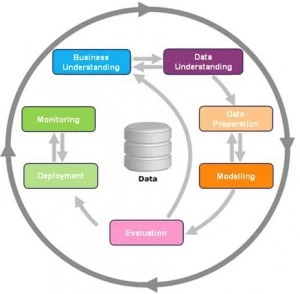 Business
Understanding
Data
Understanding
Monitoring
Data
Preparation
Data
Deployment
Modelling
Evaluation